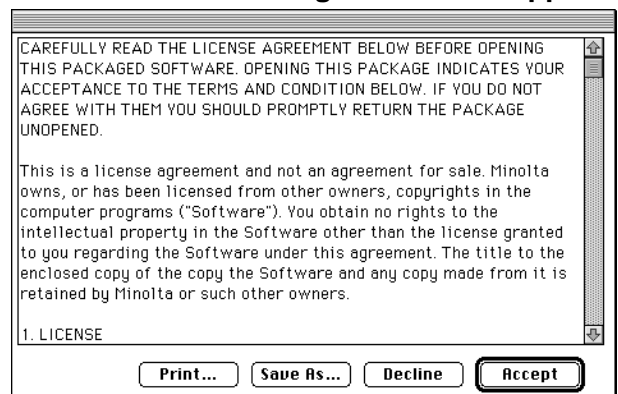 CAREFULLY READ THE LICENSE AGREEMENT BELOW BEFORE OPENING
THIS PACKAGED SOFTWARE. OPENING THIS PACKAGE INDICATES YOUR
ACCEPTANCE TO THE TERMS AND CONDITION BELOW. IF YOU DO NOT
AGREE WITH THEM YOU SHOULD PROMPTLY RETURN THE PACKAGE
UNOPENED.
This is a license agreement and not an agreement for sale. Minolta
owns, or has been licensed from other owners, copyrights in the
computer programs ("Software"). You obtain no rights to the
intellectual property in the Software other than the license granted
to you regarding the Software under this agreement. The title to the
enclosed copy of the copy the Software and any copy made from it is
retained by Minolta or such other owners.
1. LICENSE
Print... Save As... Decline Accept